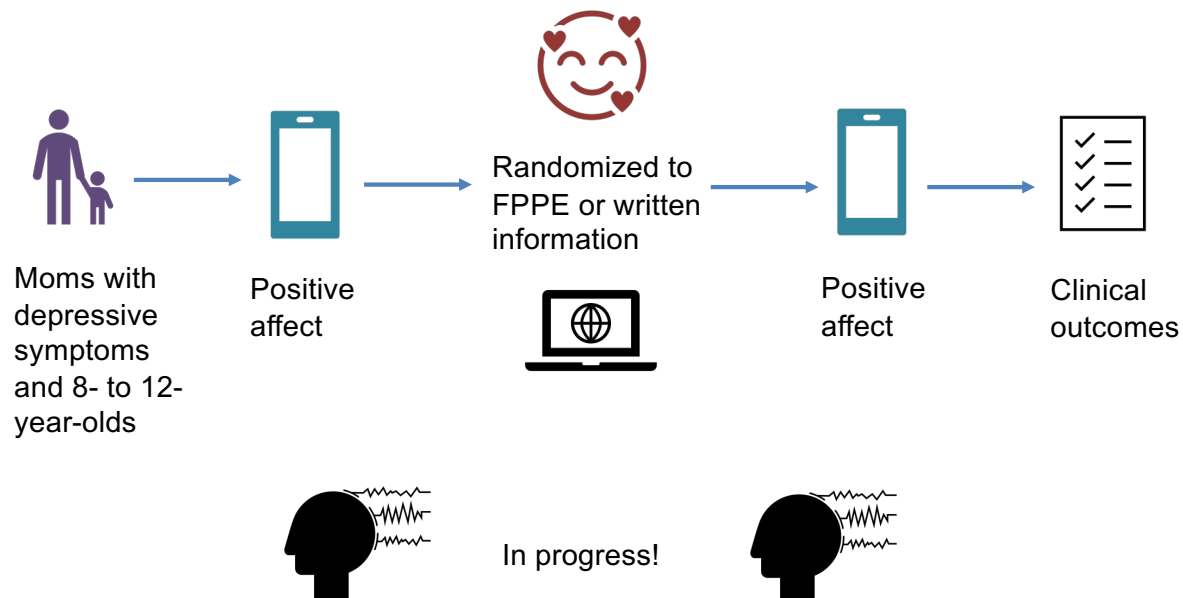 Moms with
depressive
symptoms
and 8- to 12-
year-olds
Positive
affect
Randomized to
FPPE or written
information
Positive
affect
Clinical
outcomes
In progress!